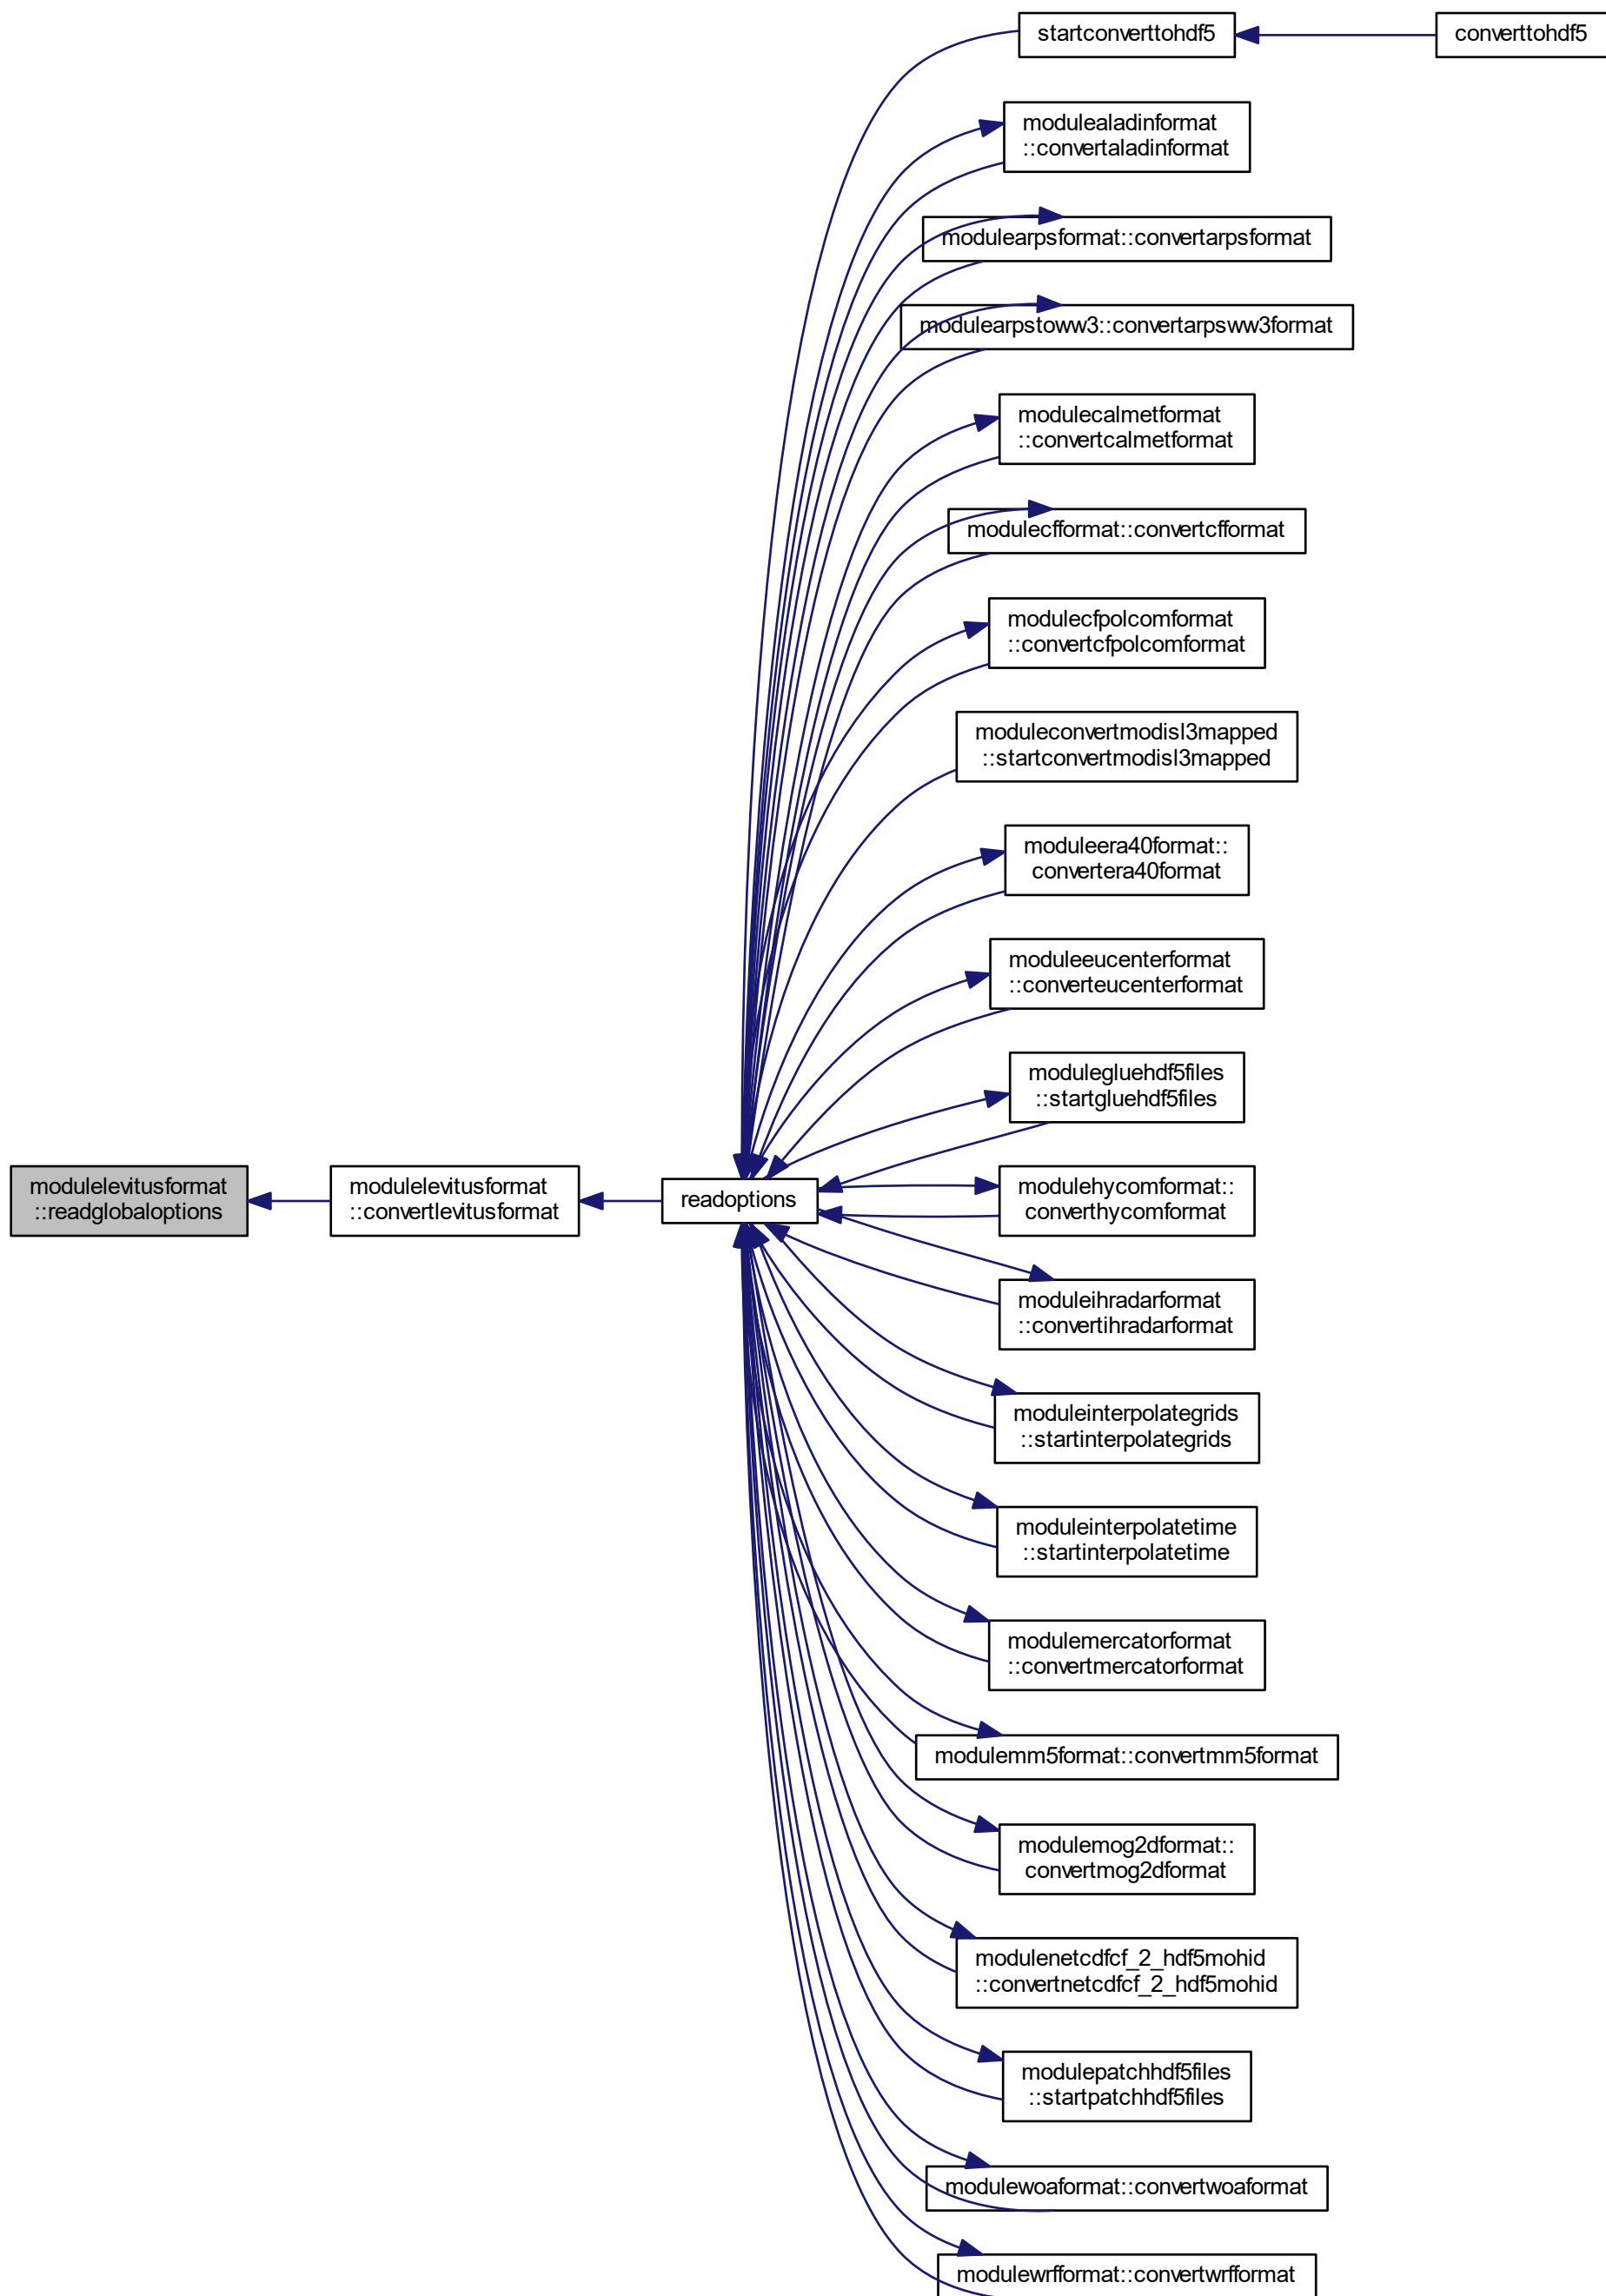 startconverttohdf5
converttohdf5
modulealadinformat
::convertaladinformat
modulearpsformat::convertarpsformat
modulearpstoww3::convertarpsww3format
modulecalmetformat
::convertcalmetformat
modulecfformat::convertcfformat
modulecfpolcomformat
::convertcfpolcomformat
moduleconvertmodisl3mapped
::startconvertmodisl3mapped
moduleera40format::
convertera40format
moduleeucenterformat
::converteucenterformat
modulegluehdf5files
::startgluehdf5files
modulelevitusformat
::readglobaloptions
modulelevitusformat
::convertlevitusformat
readoptions
modulehycomformat::
converthycomformat
moduleihradarformat
::convertihradarformat
moduleinterpolategrids
::startinterpolategrids
moduleinterpolatetime
::startinterpolatetime
modulemercatorformat
::convertmercatorformat
modulemm5format::convertmm5format
modulemog2dformat::
convertmog2dformat
modulenetcdfcf_2_hdf5mohid
::convertnetcdfcf_2_hdf5mohid
modulepatchhdf5files
::startpatchhdf5files
modulewoaformat::convertwoaformat
modulewrfformat::convertwrfformat